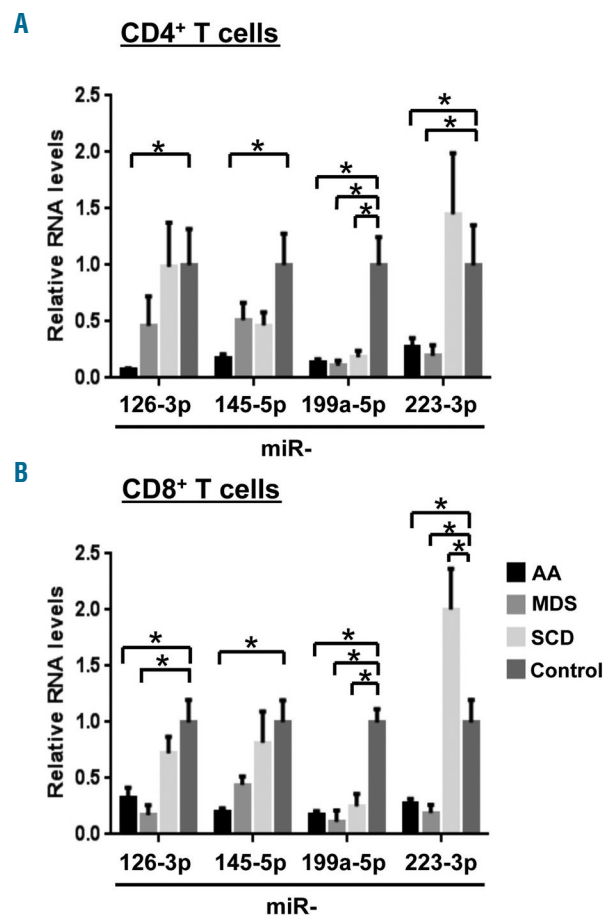 A
CD4+ T cells
* * * * * * *
Relative RNA levels
2.5
2.0
1.5
1.0
0.5
0.0
126-3p 145-5p 199a-5p 223-3p
miR-
B
CD8+ T cells
* * * * * * * * *
Relative RNA levels
2.5
2.0
1.5
1.0
0.5
0.0
126-3p 145-5p 199a-5p 223-3p
miR-
AA
MDS
SCD
Control